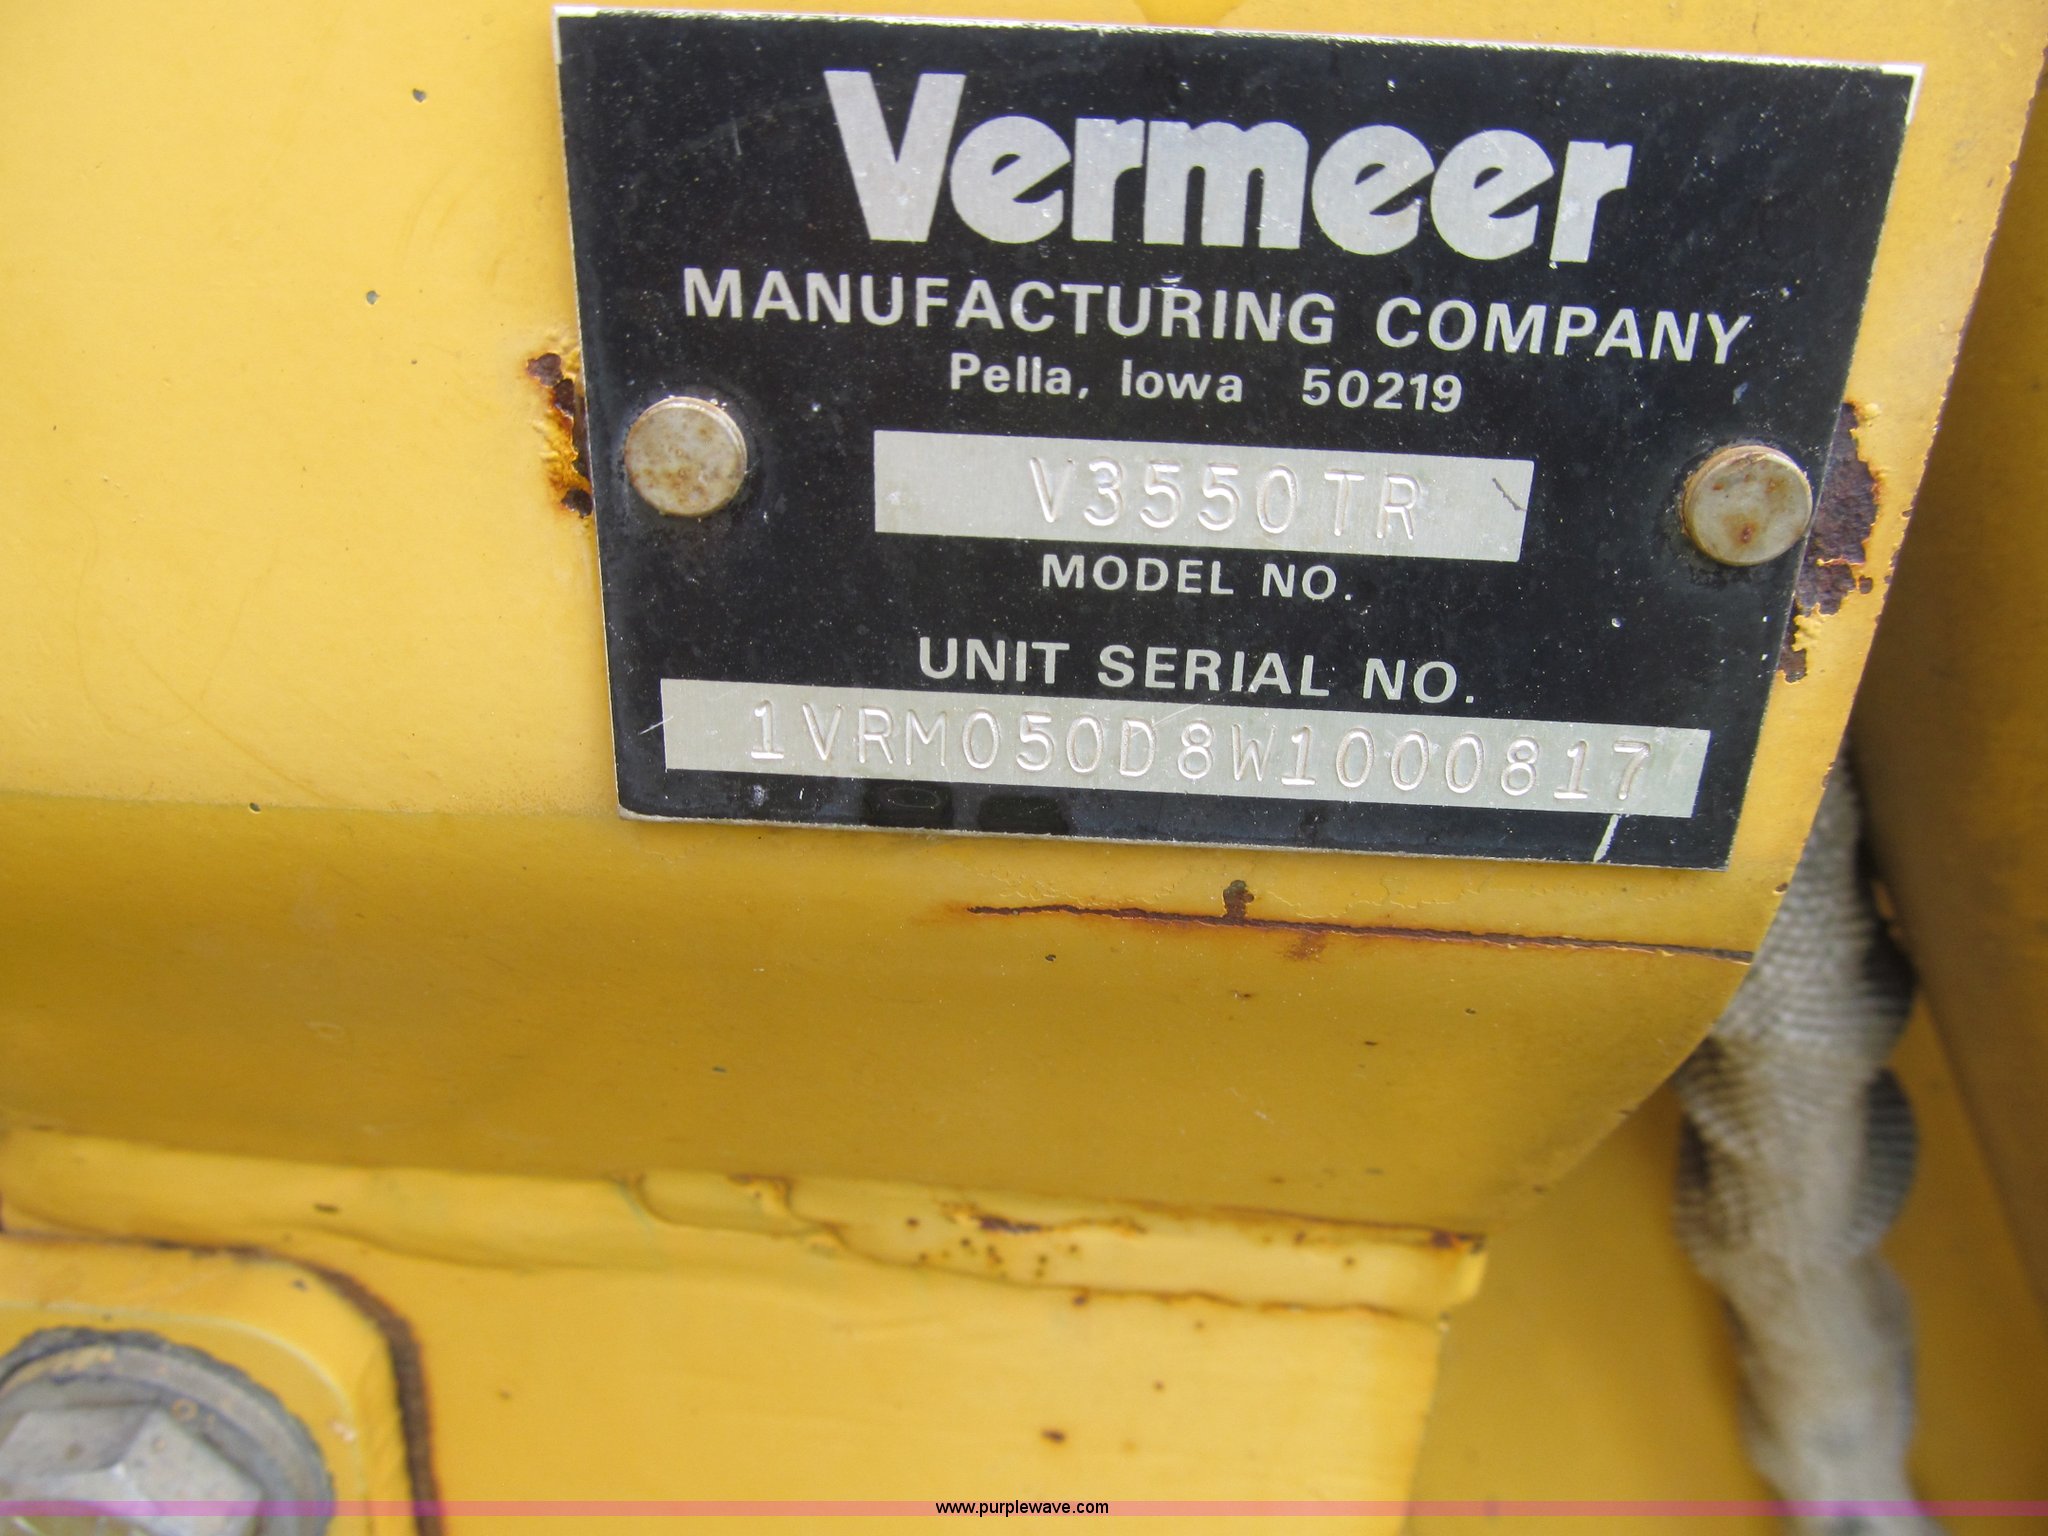 Vermeer
MANUFACTURING COMPANY
Pella, Iowa 50219
V3550TR
MODEL NO.
UNIT SERIAL NO.
1VRM050D8W1000817
www.purplewave.com